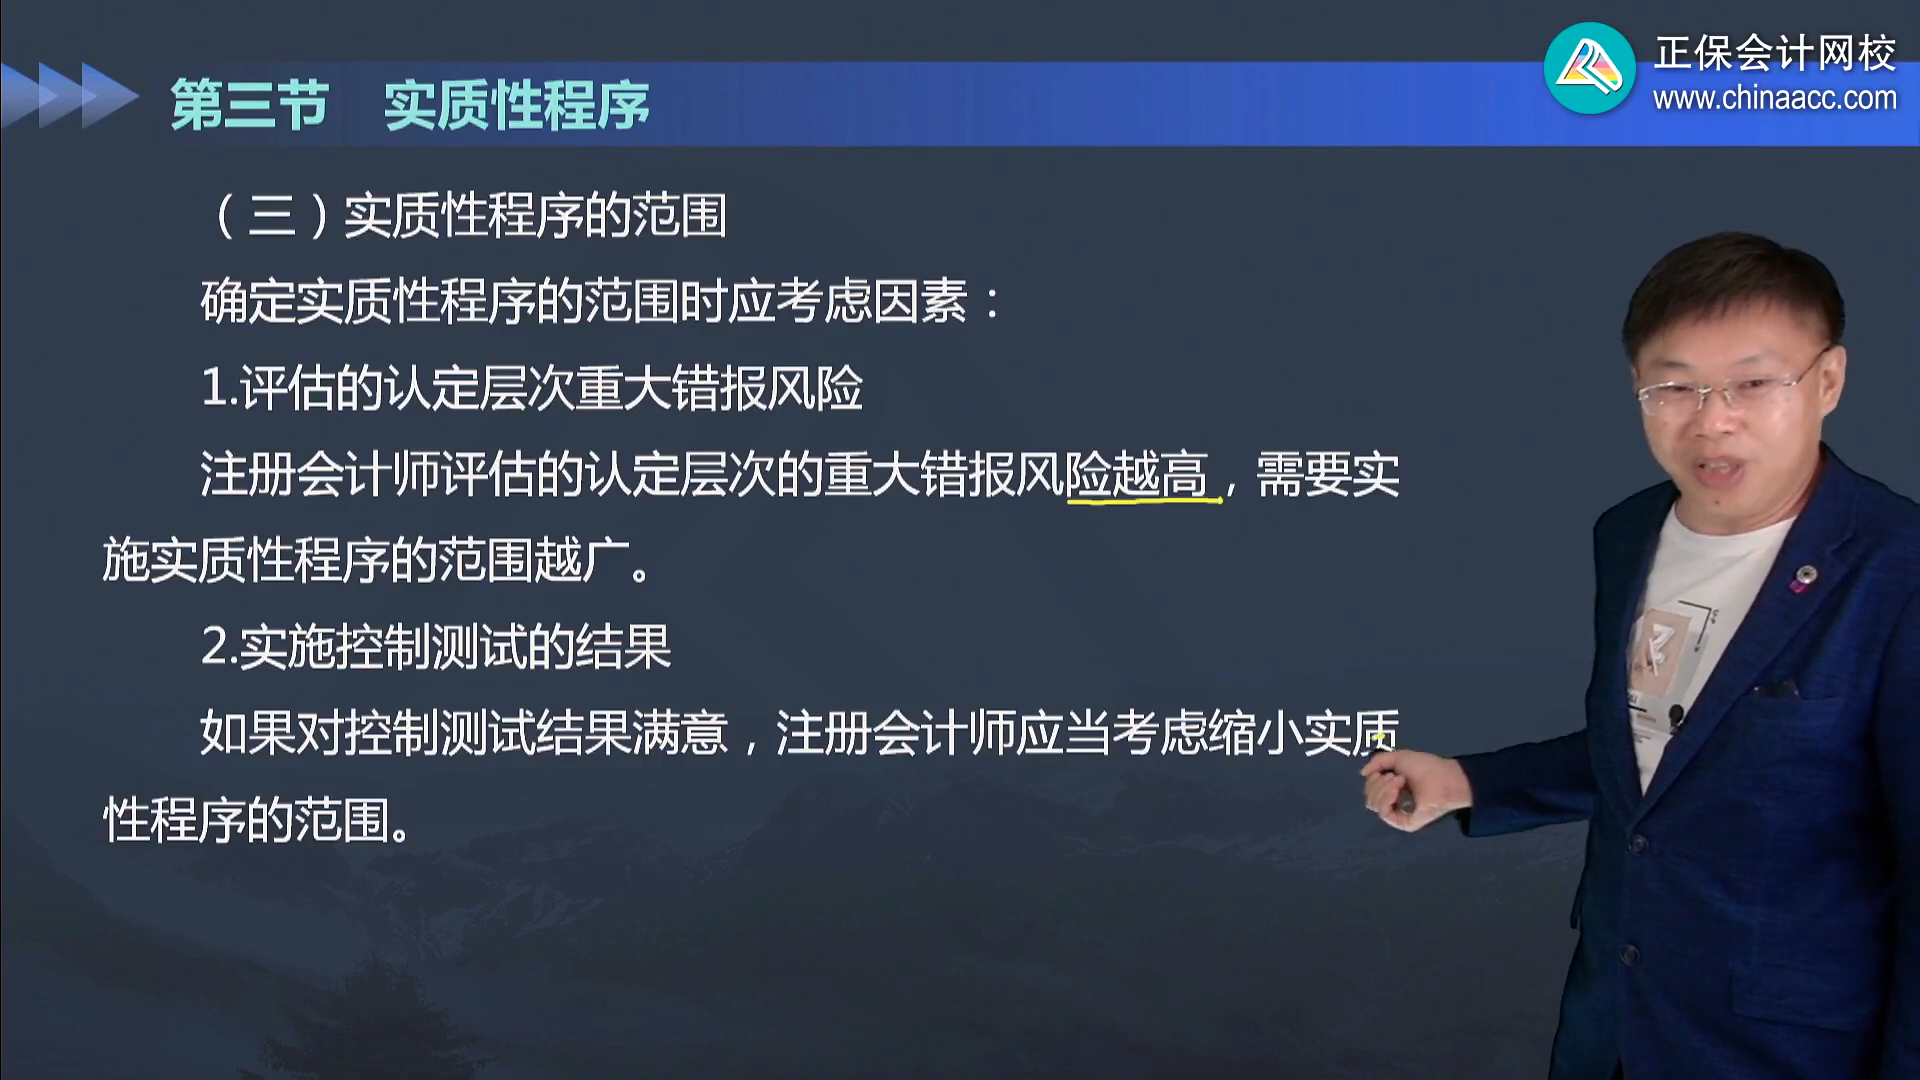 正保会计网校
www.chinaacc.com
第三节 实质性程序
（三）实质性程序的范围
确定实质性程序的范围时应考虑因素：
1.评估的认定层次重大错报风险
注册会计师评估的认定层次的重大错报风险越高，需要实
施实质性程序的范围越广。
2.实施控制测试的结果
如果对控制测试结果满意，注册会计师应当考虑缩小实质
性程序的范围。